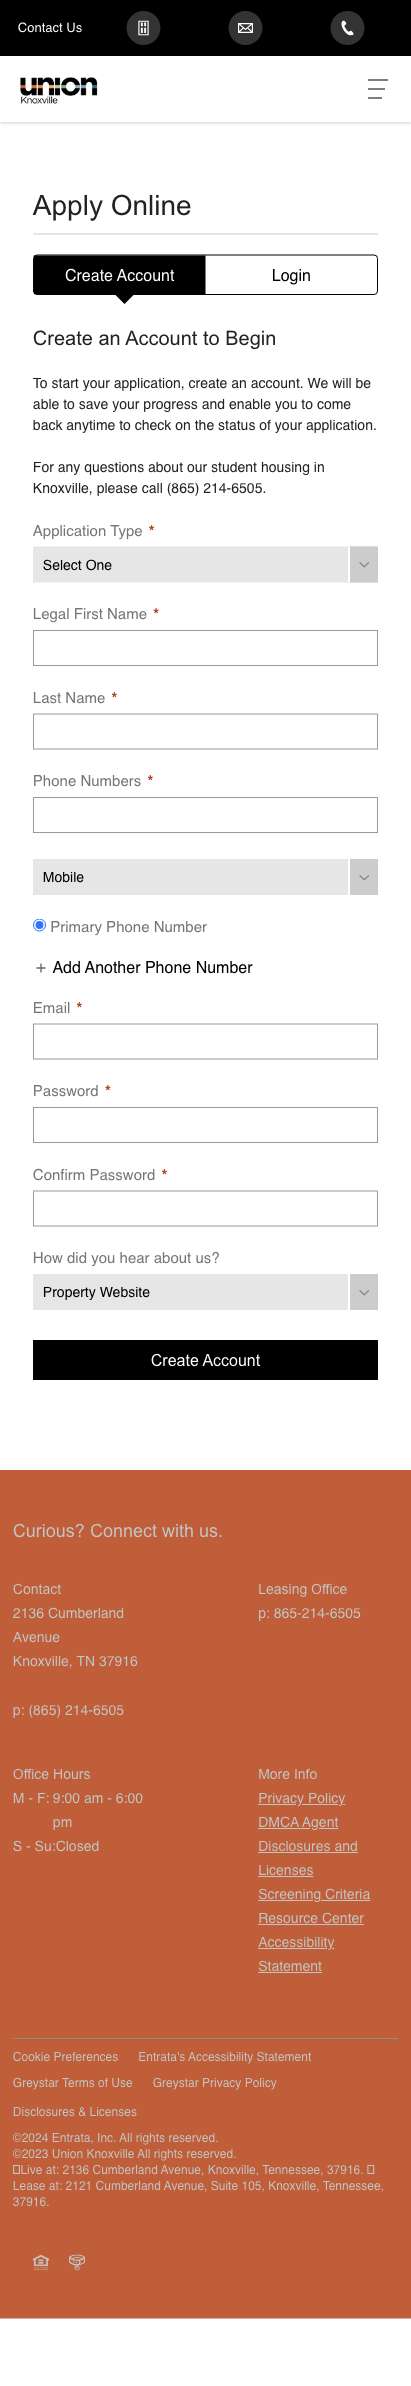 Contact Us
union
Knoxville
Apply Online
Create Account
Login
Create an Account to Begin
To start your application, create an account. We will be
able to save your progress and enable you to come
back anytime to check on the status of your application.
For any questions about our student housing in
Knoxville, please call (865) 214-6505.
Application Type *
Select One
Legal First Name *
Last Name *
Phone Numbers *
Mobile
Primary Phone Number
+ Add Another Phone Number
Email *
Password *
Confirm Password *
How did you hear about us?
Property Website
Create Account
Curious? Connect with us.
Contact
2136 Cumberland
Avenue
Knoxville, TN 37916
p: (865) 214-6505
Leasing Office
p: 865-214-6505
Office Hours
M - F: 9:00 am - 6:00
pm
S - Su:Closed
More Info
Privacy Policy
DMCA Agent
Disclosures and
Licenses
Screening Criteria
Resource Center
Accessibility
Statement
Cookie Preferences Entrata's Accessibility Statement
Greystar Terms of Use Greystar Privacy Policy
Disclosures & Licenses
©2024 Entrata, Inc. All rights reserved.
©2023 Union Knoxville All rights reserved.
Live at: 2136 Cumberland Avenue, Knoxville, Tennessee, 37916.
Lease at: 2121 Cumberland Avenue, Suite 105, Knoxville, Tennessee,
37916.